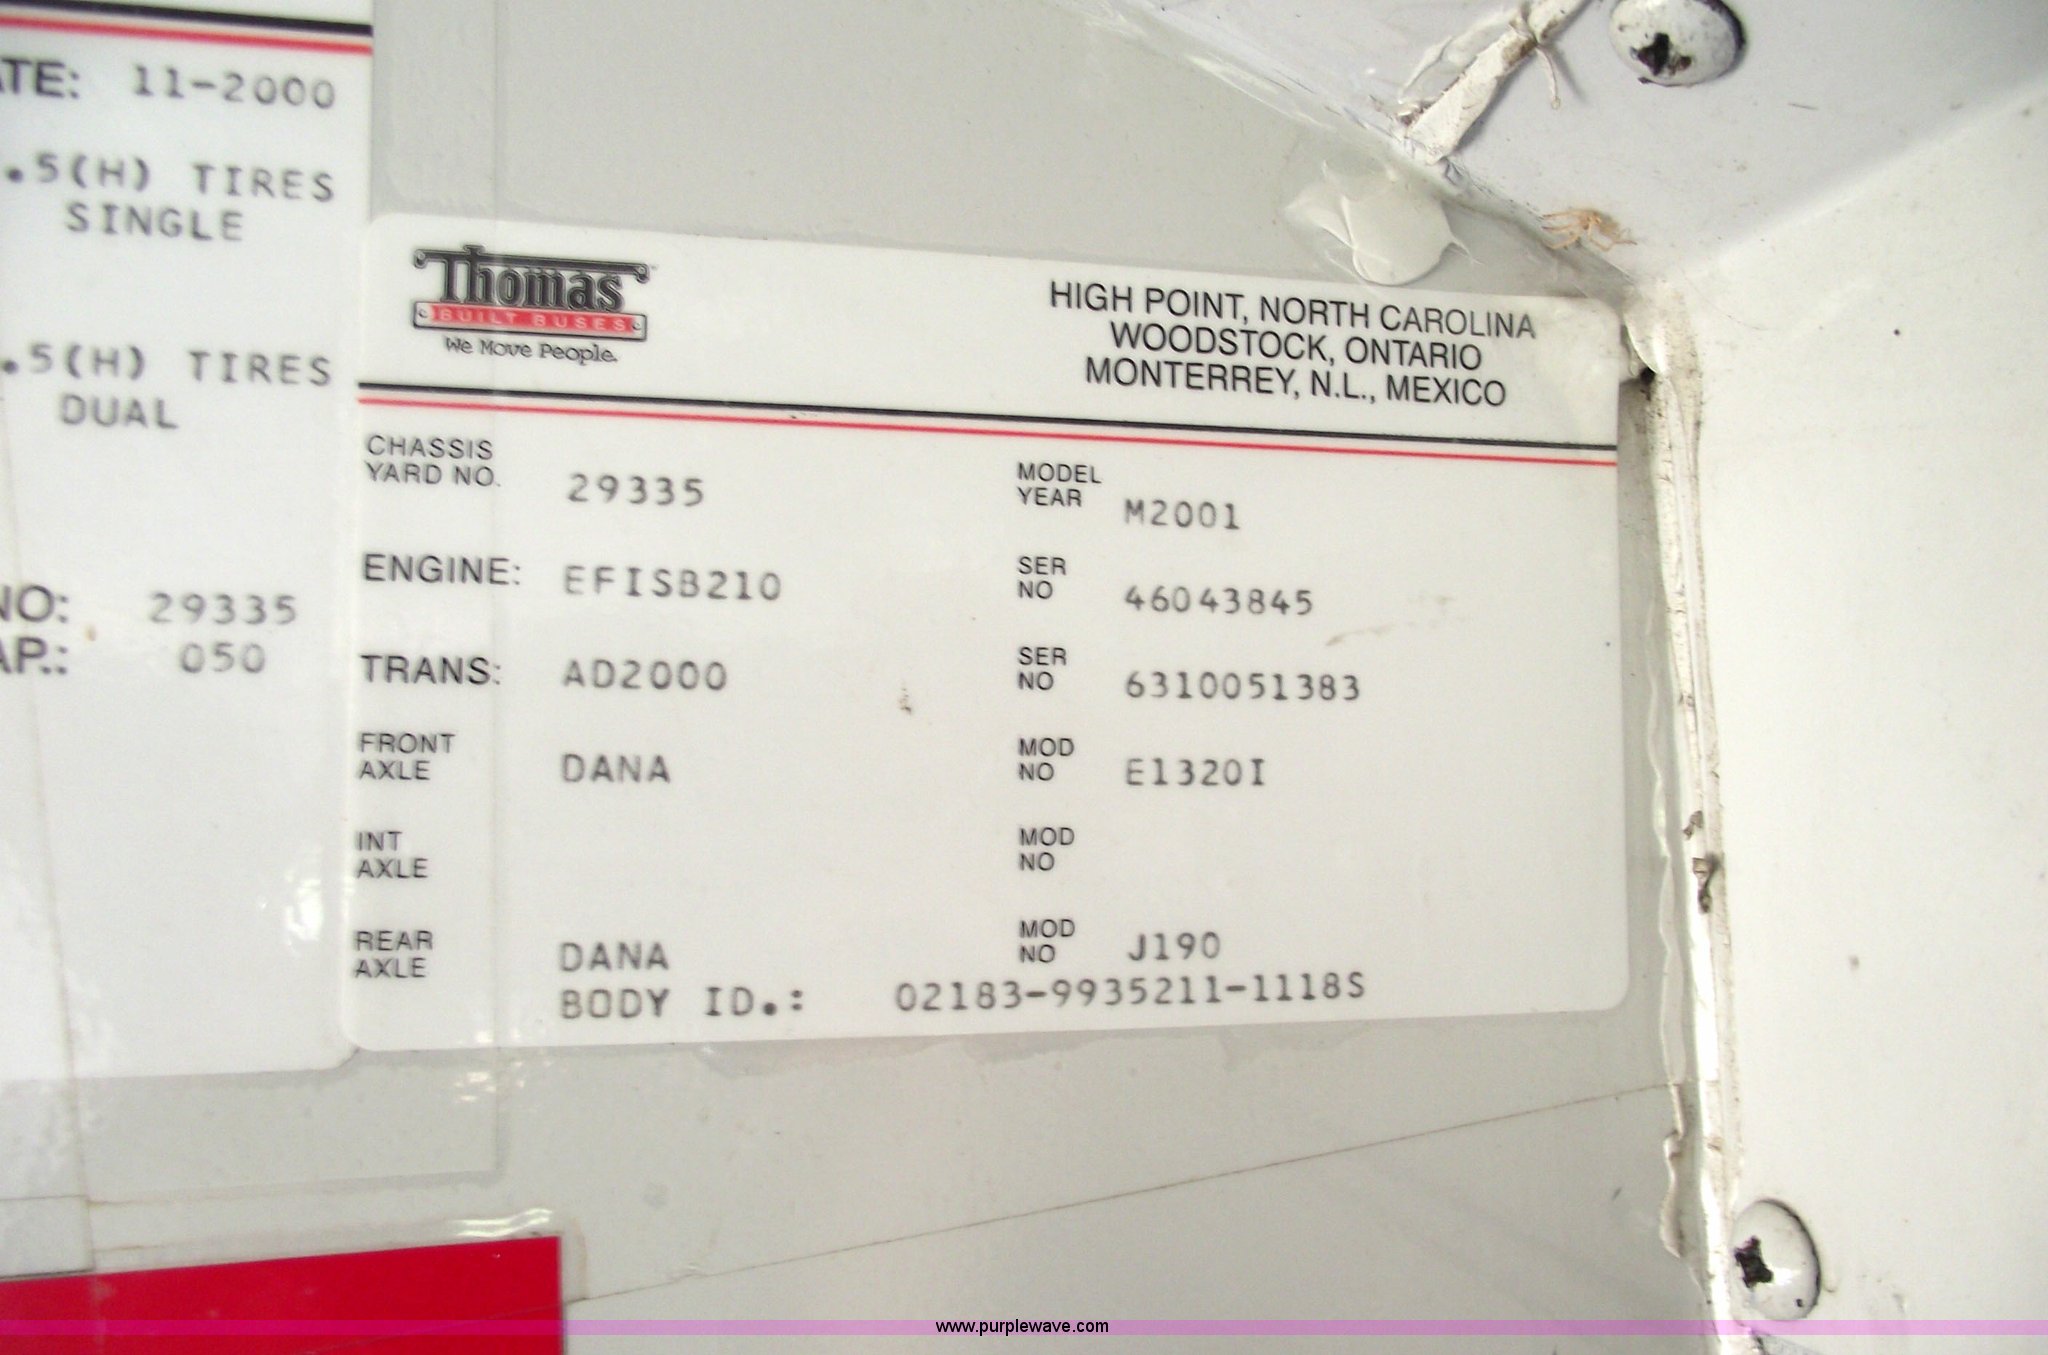 ATE: 11-2000
.5(H) TIRES
SINGLE
.5(H) TIRES
DUAL
NO: 29335
AP.: 050
Thomas
BUILT BUSES
We Move People.
HIGH POINT, NORTH CAROLINA
WOODSTOCK, ONTARIO
MONTERREY, N.L., MEXICO
CHASSIS
YARD NO. 29335
MODEL
YEAR M2001
ENGINE: EFISB210
SER
NO 46043845
TRANS: AD2000
SER
NO 6310051383
FRONT
AXLE DANA
MOD
NO E1320I
INT
AXLE
MOD
NO
REAR
AXLE DANA
MOD
NO J190
BODY ID.: 02183-9935211-1118S
www.purplewave.com